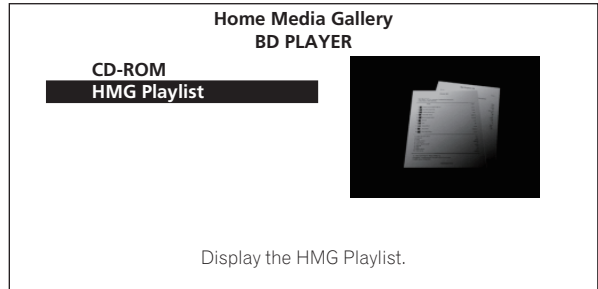 Home Media Gallery
BD PLAYER
CD-ROM
HMG Playlist
Display the HMG Playlist.